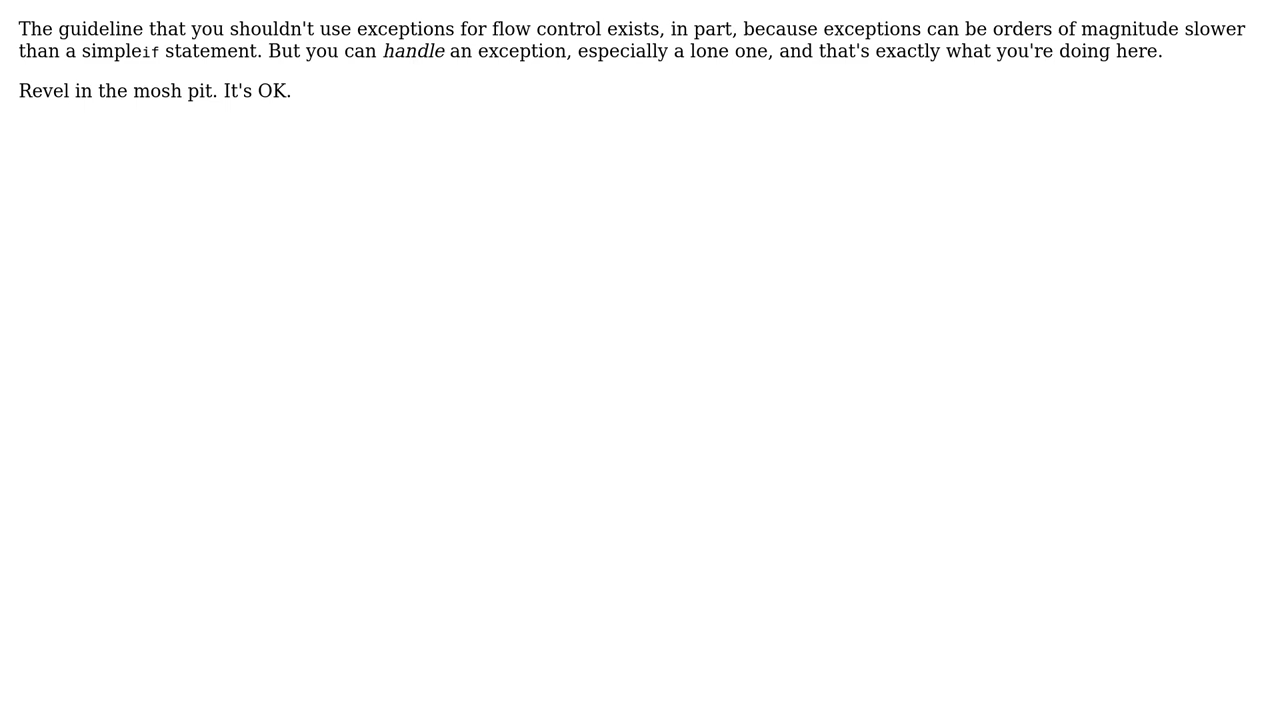 The guideline that you shouldn't use exceptions for flow control exists, in part, because exceptions can be orders of magnitude slower
than a simple if statement. But you can handle an exception, especially a lone one, and that's exactly what you're doing here.
Revel in the mosh pit. It's OK.